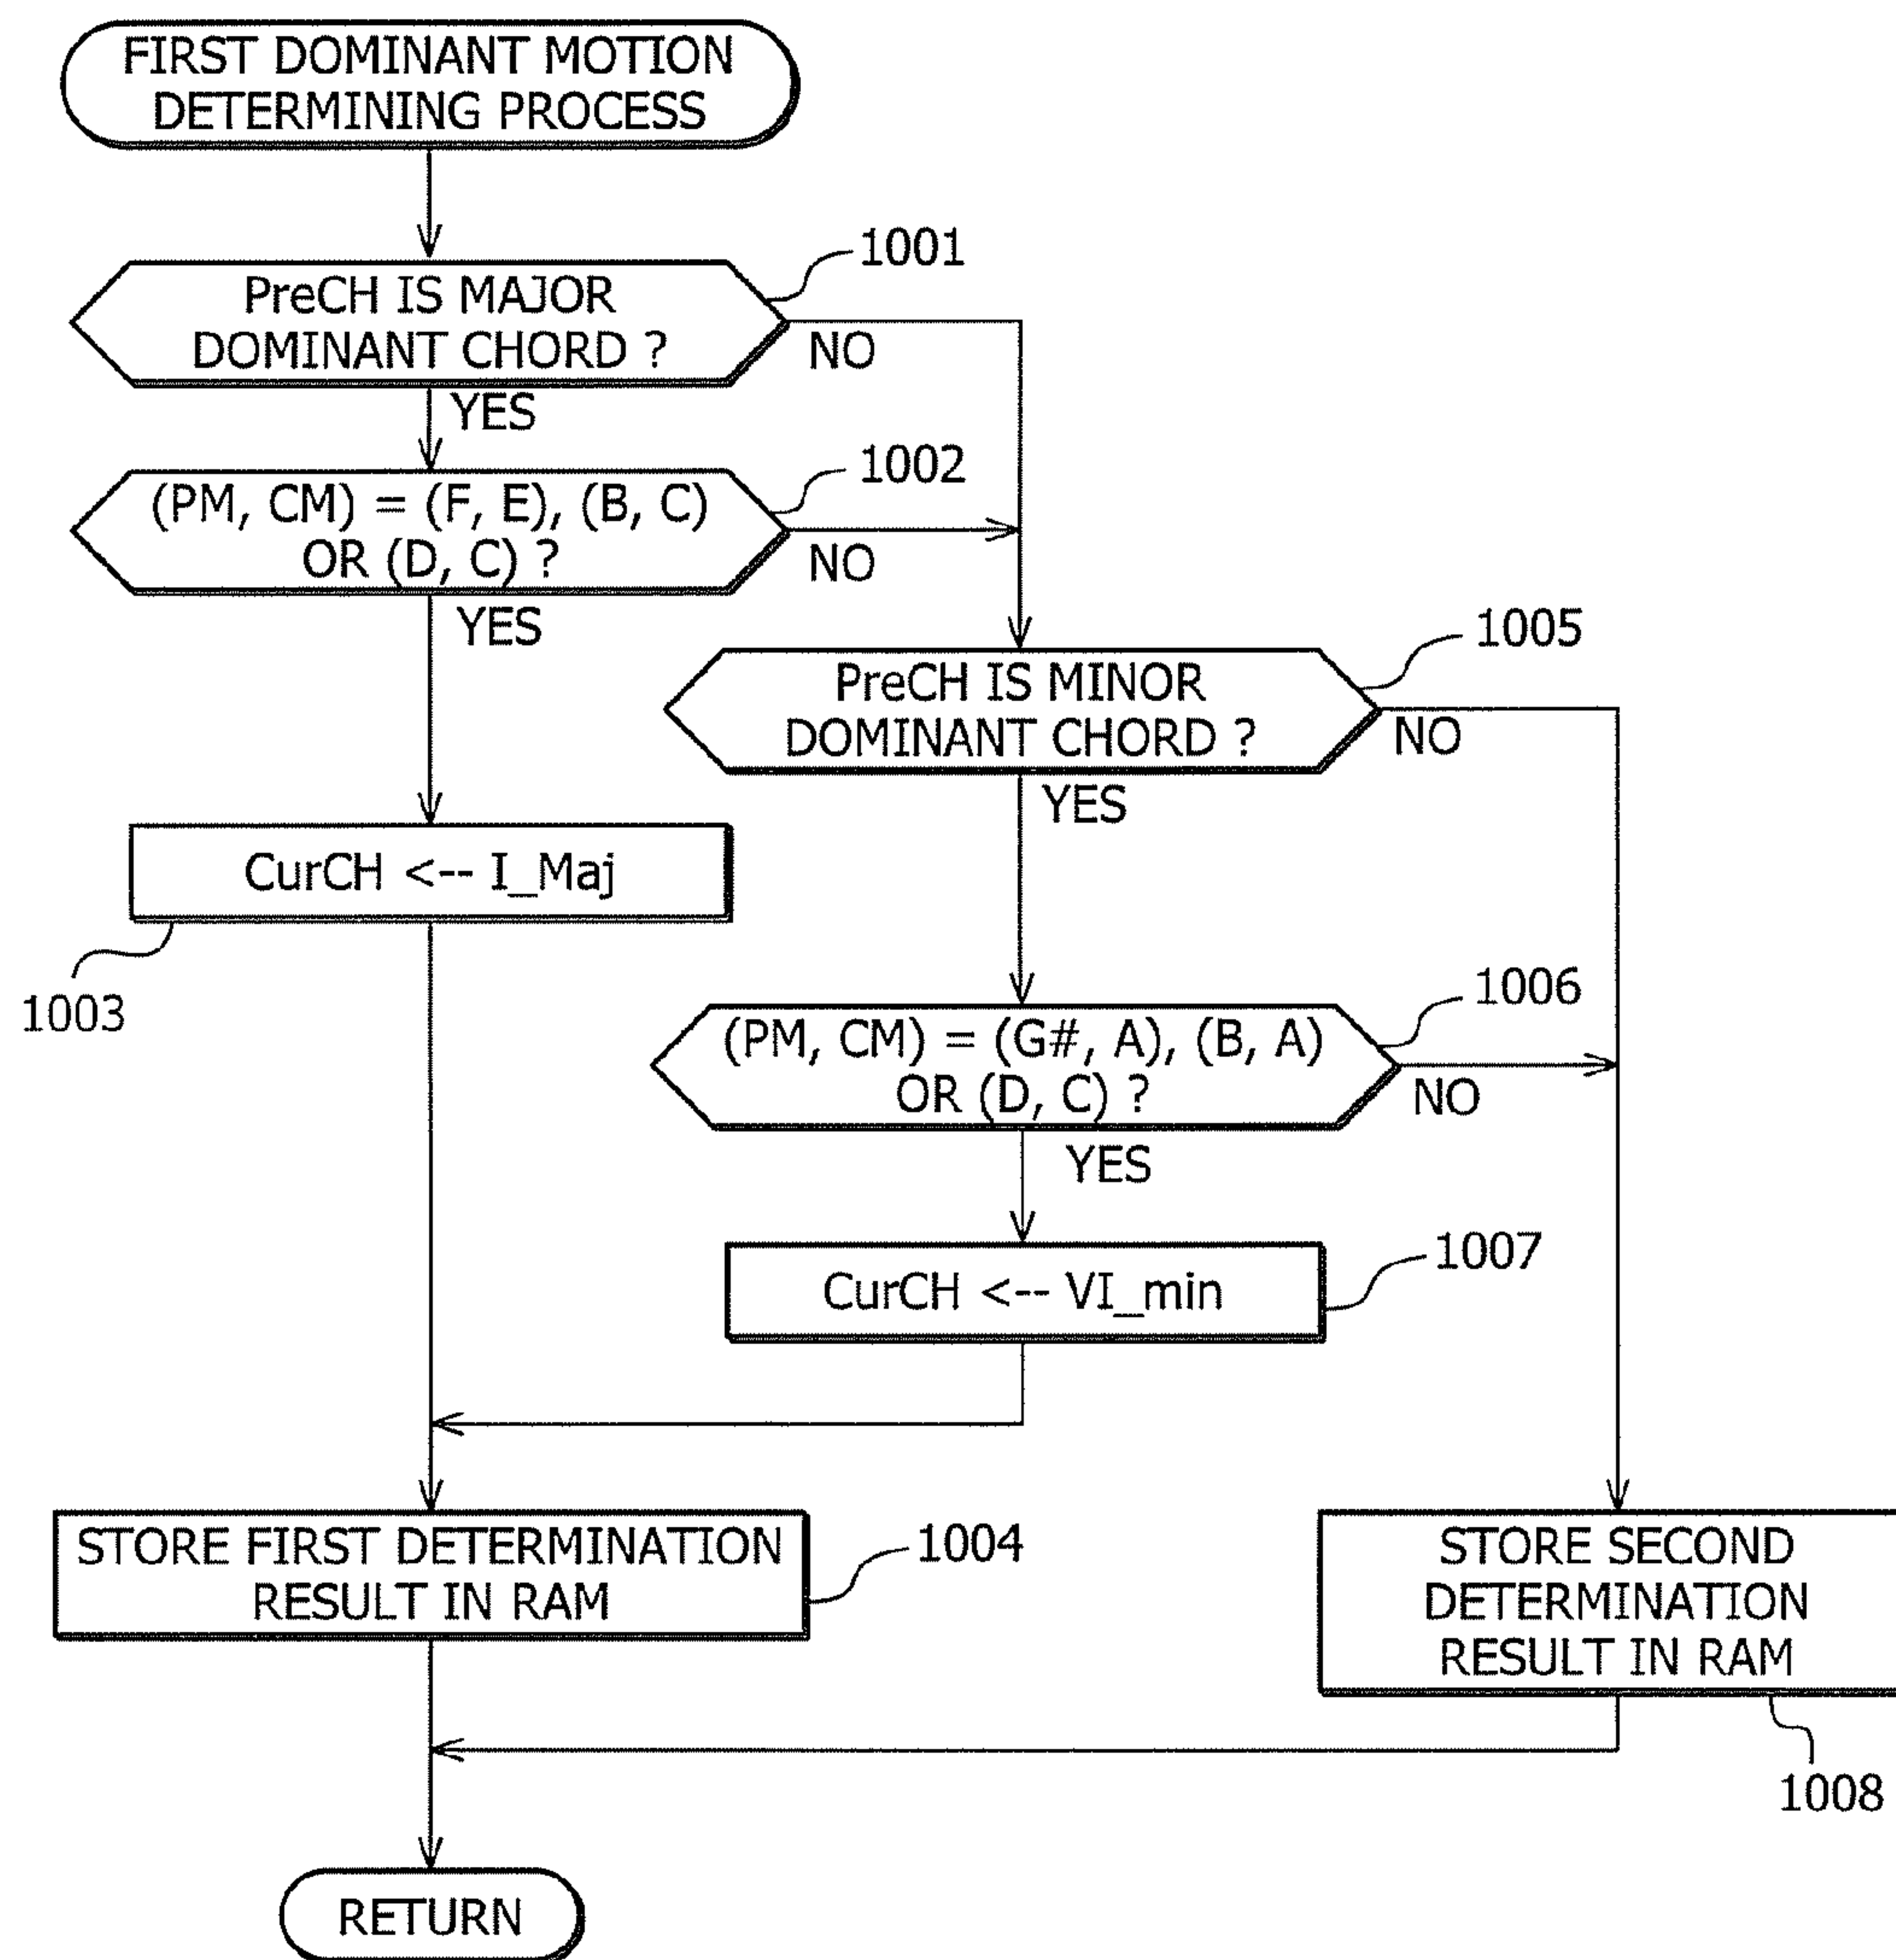 FIRST DOMINANT MOTION
DETERMINING PROCESS
1001
PreCH IS MAJOR
DOMINANT CHORD ?
NO
YES
1002
(PM, CM) = (F, E), (B, C)
OR (D, C) ?
NO
YES
1005
PreCH IS MINOR
DOMINANT CHORD ?
NO
YES
CurCH <-- I_Maj
1003
1006
(PM, CM) = (G#, A), (B, A)
OR (D, C) ?
NO
YES
1007
CurCH <-- VI_min
STORE FIRST DETERMINATION
RESULT IN RAM
1004
STORE SECOND
DETERMINATION
RESULT IN RAM
1008
RETURN